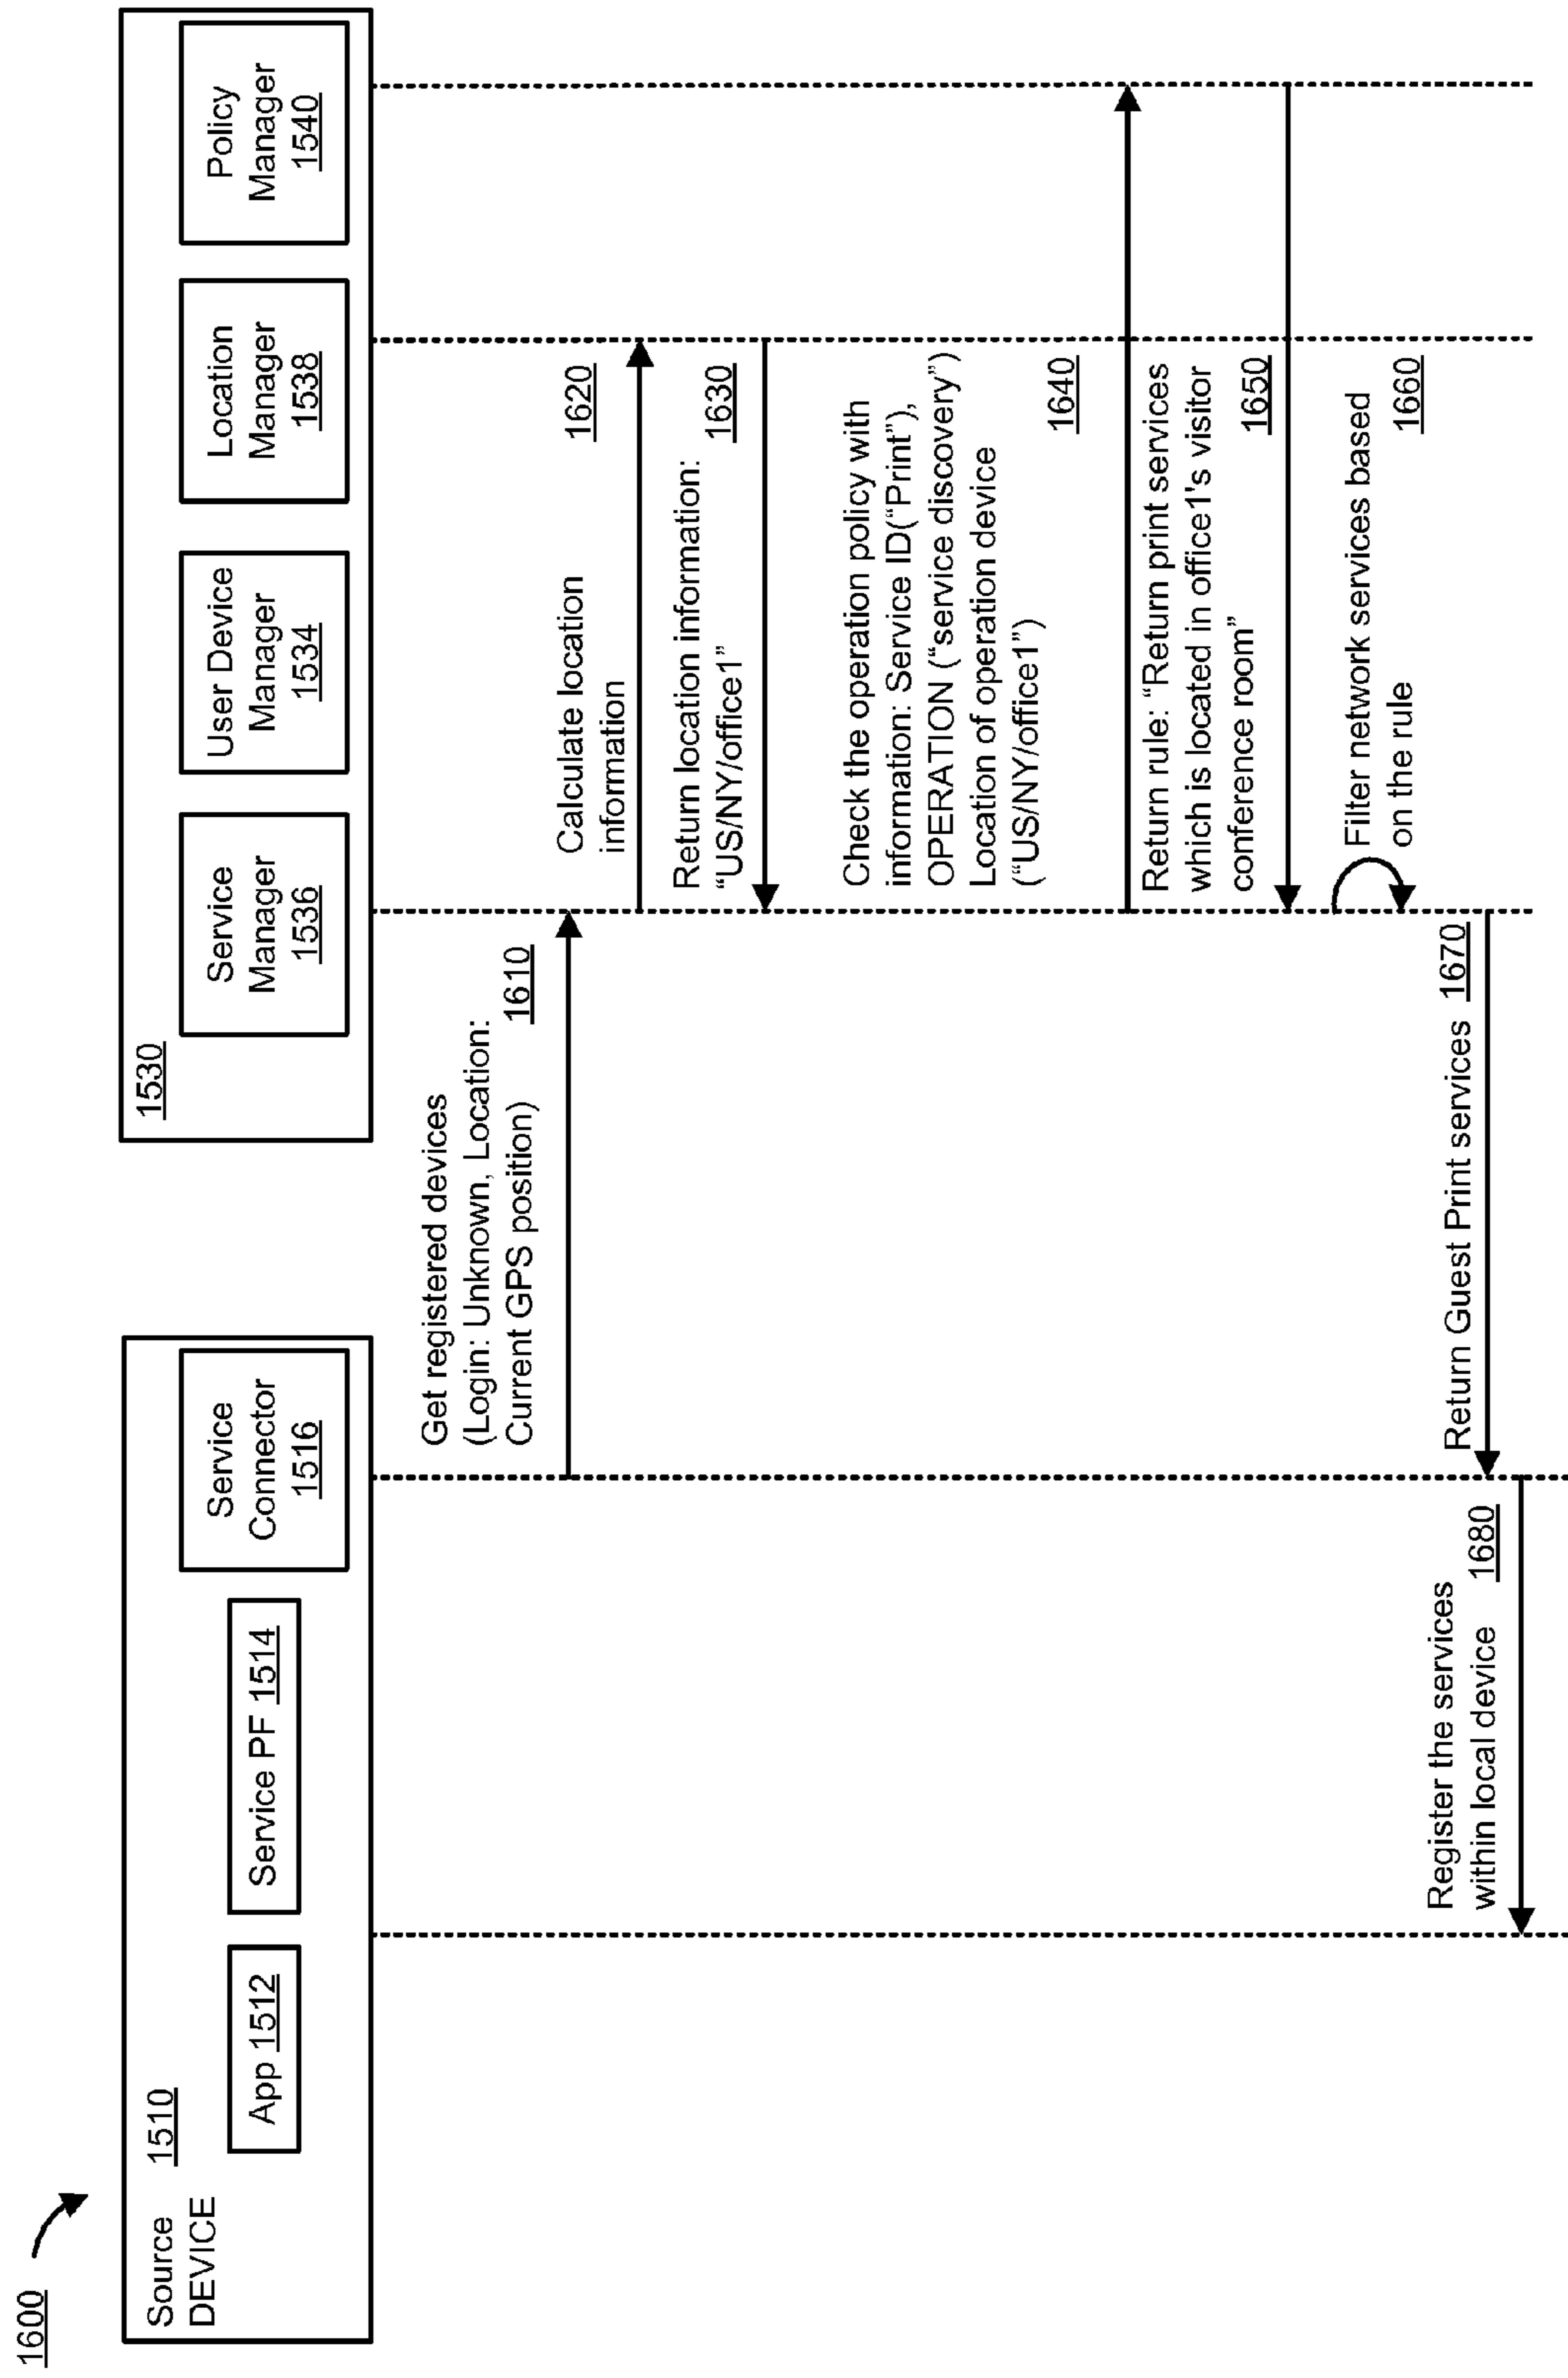 1600
Source
DEVICE
1510
App 1512
Service PF 1514
Service
Connector
1516
1530
Service
Manager
1536
User Device
Manager
1534
Location
Manager
1538
Policy
Manager
1540
Get registered devices
(Login: Unknown, Location:
Current GPS position)
1610
Calculate location
information
1620
Return location information:
“US/NY/office1”
1630
Check the operation policy with
information: Service ID(“Print”),
OPERATION (“service discovery”)
Location of operation device
(“US/NY/office1”)
1640
Return rule: “Return print services
which is located in office1's visitor
conference room”
1650
Filter network services based
on the rule
1660
Return Guest Print services
1670
Register the services
within local device
1680